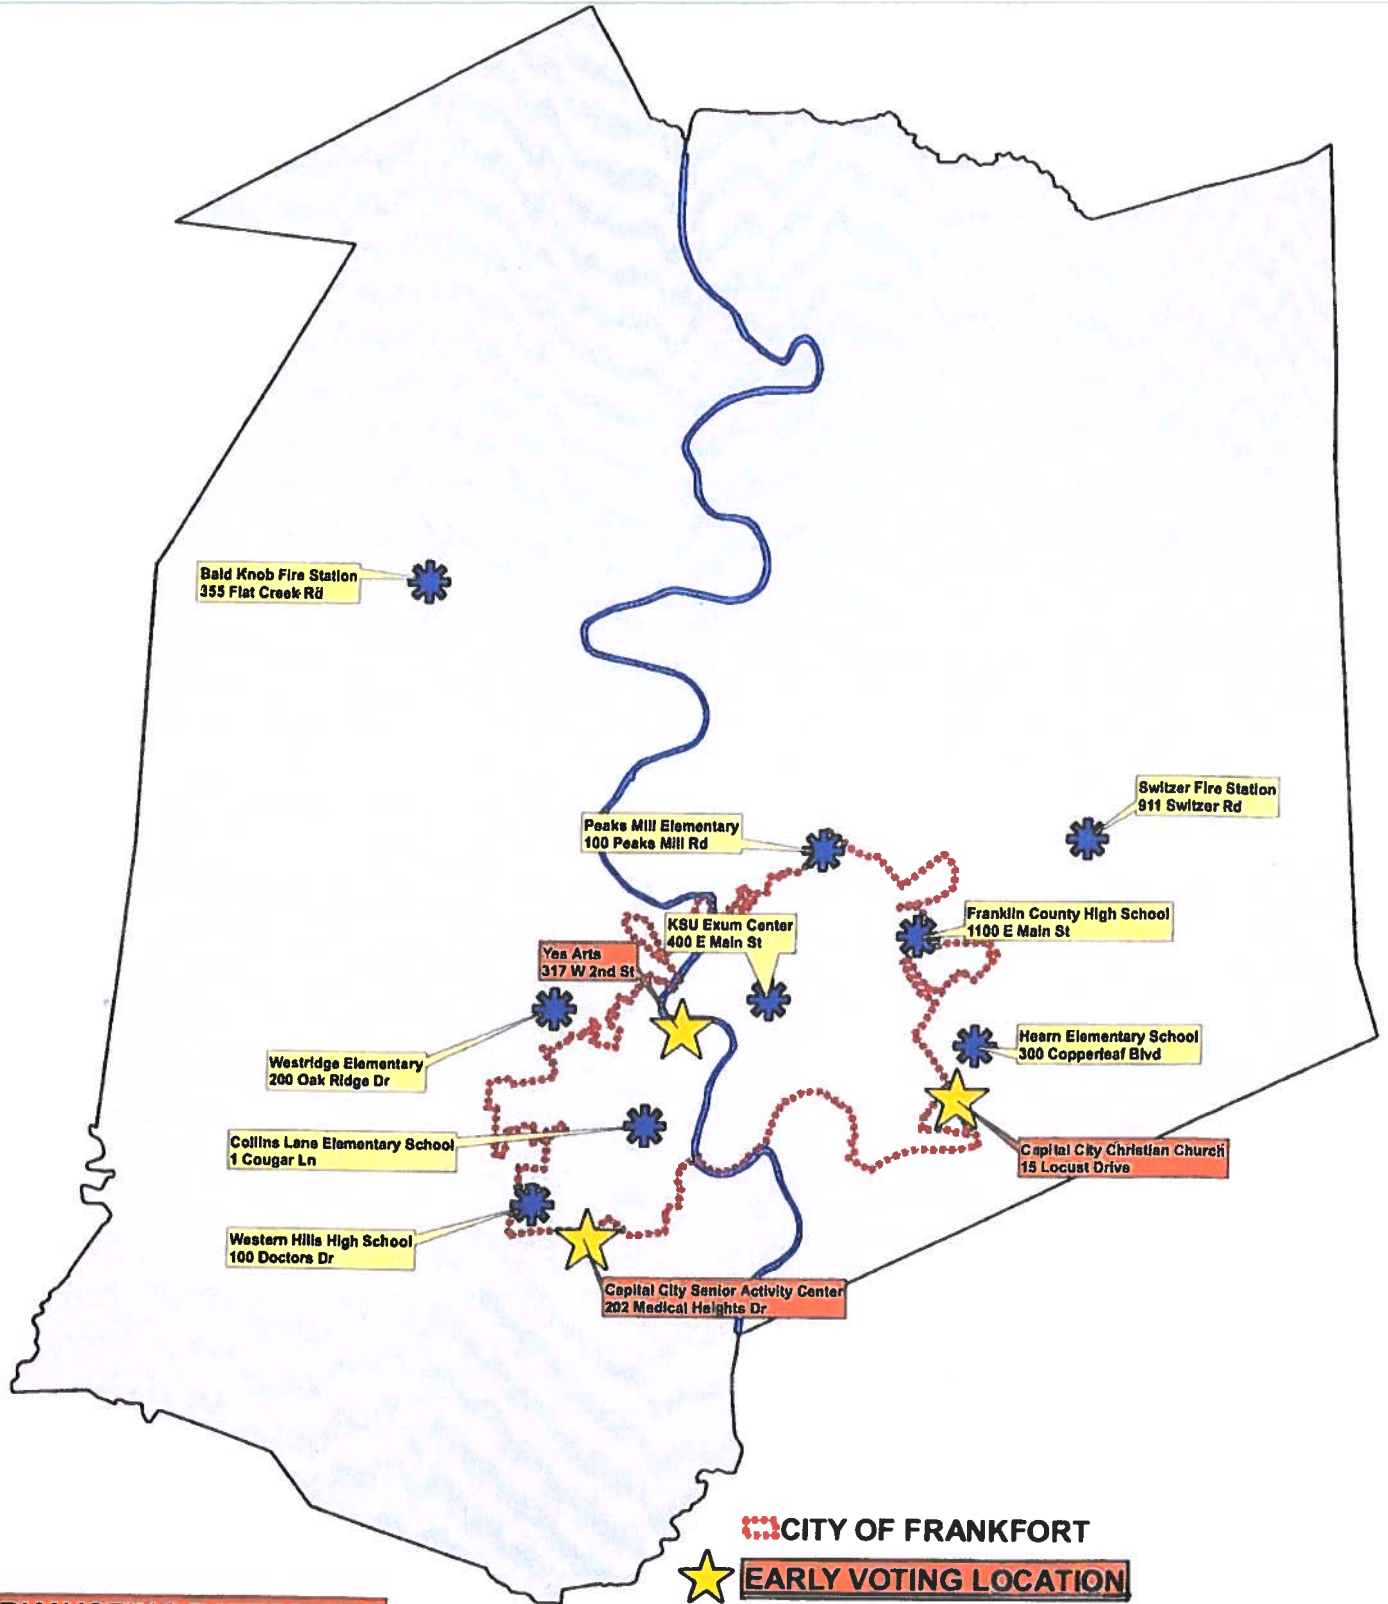 Bald Knob Fire Station
355 Flat Creek Rd
Switzer Fire Station
911 Switzer Rd
Peaks Mill Elementary
100 Peaks Mill Rd
Franklin County High School
1100 E Main St
KSU Exum Center
400 E Main St
Yes Arts
317 W 2nd St
Hearn Elementary School
300 Copperleaf Blvd
Westridge Elementary
200 Oak Ridge Dr
Collins Lane Elementary School
1 Cougar Ln
Capital City Christian Church
15 Locust Drive
Western Hills High School
100 Doctors Dr
Capital City Senior Activity Center
202 Medical Heights Dr
CITY OF FRANKFORT
EARLY VOTING LOCATION